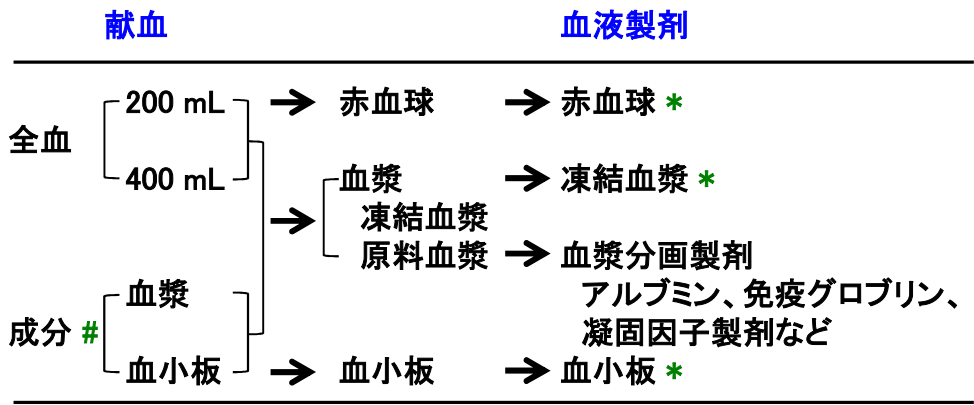 献血 血液製剤
200 mL 赤血球 赤血球 *
全血
400 mL 血漿 凍結血漿 *
凍結血漿
原料血漿 血漿分画製剤
血漿 アルブミン、免疫グロブリン、
成分 # 凝固因子製剤など
血小板 血小板 血小板 *